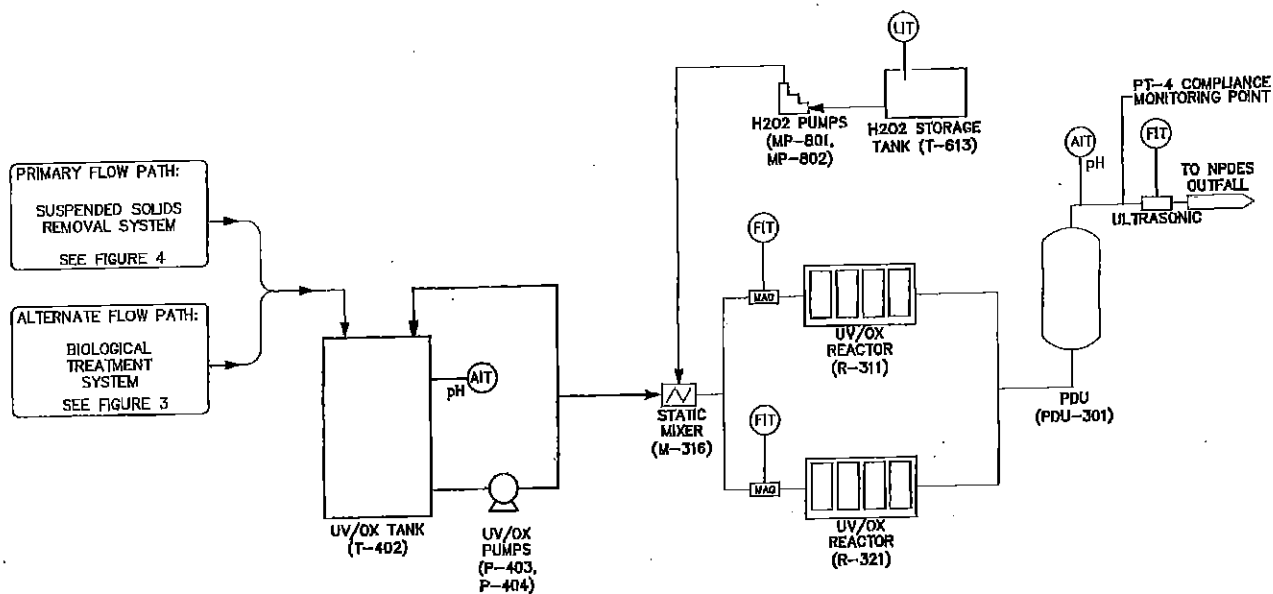 PRIMARY FLOW PATH:
SUSPENDED SOLIDS
REMOVAL SYSTEM
SEE FIGURE 4
ALTERNATE FLOW PATH:
BIOLOGICAL
TREATMENT
SYSTEM
SEE FIGURE 3
UV/OX TANK
(T-402)
AIT
pH
UV/OX
PUMPS
(P-403,
P-404)
LIT
H2O2 PUMPS
(MP-801,
MP-802)
H2O2 STORAGE
TANK (T-613)
STATIC
MIXER
(M-316)
FIT
MAG
UV/OX
REACTOR
(R-311)
FIT
MAG
UV/OX
REACTOR
(R-321)
PDU
(PDU-301)
AIT
pH
PT-4 COMPLIANCE
MONITORING POINT
FIT
ULTRASONIC
TO NPDES
OUTFALL